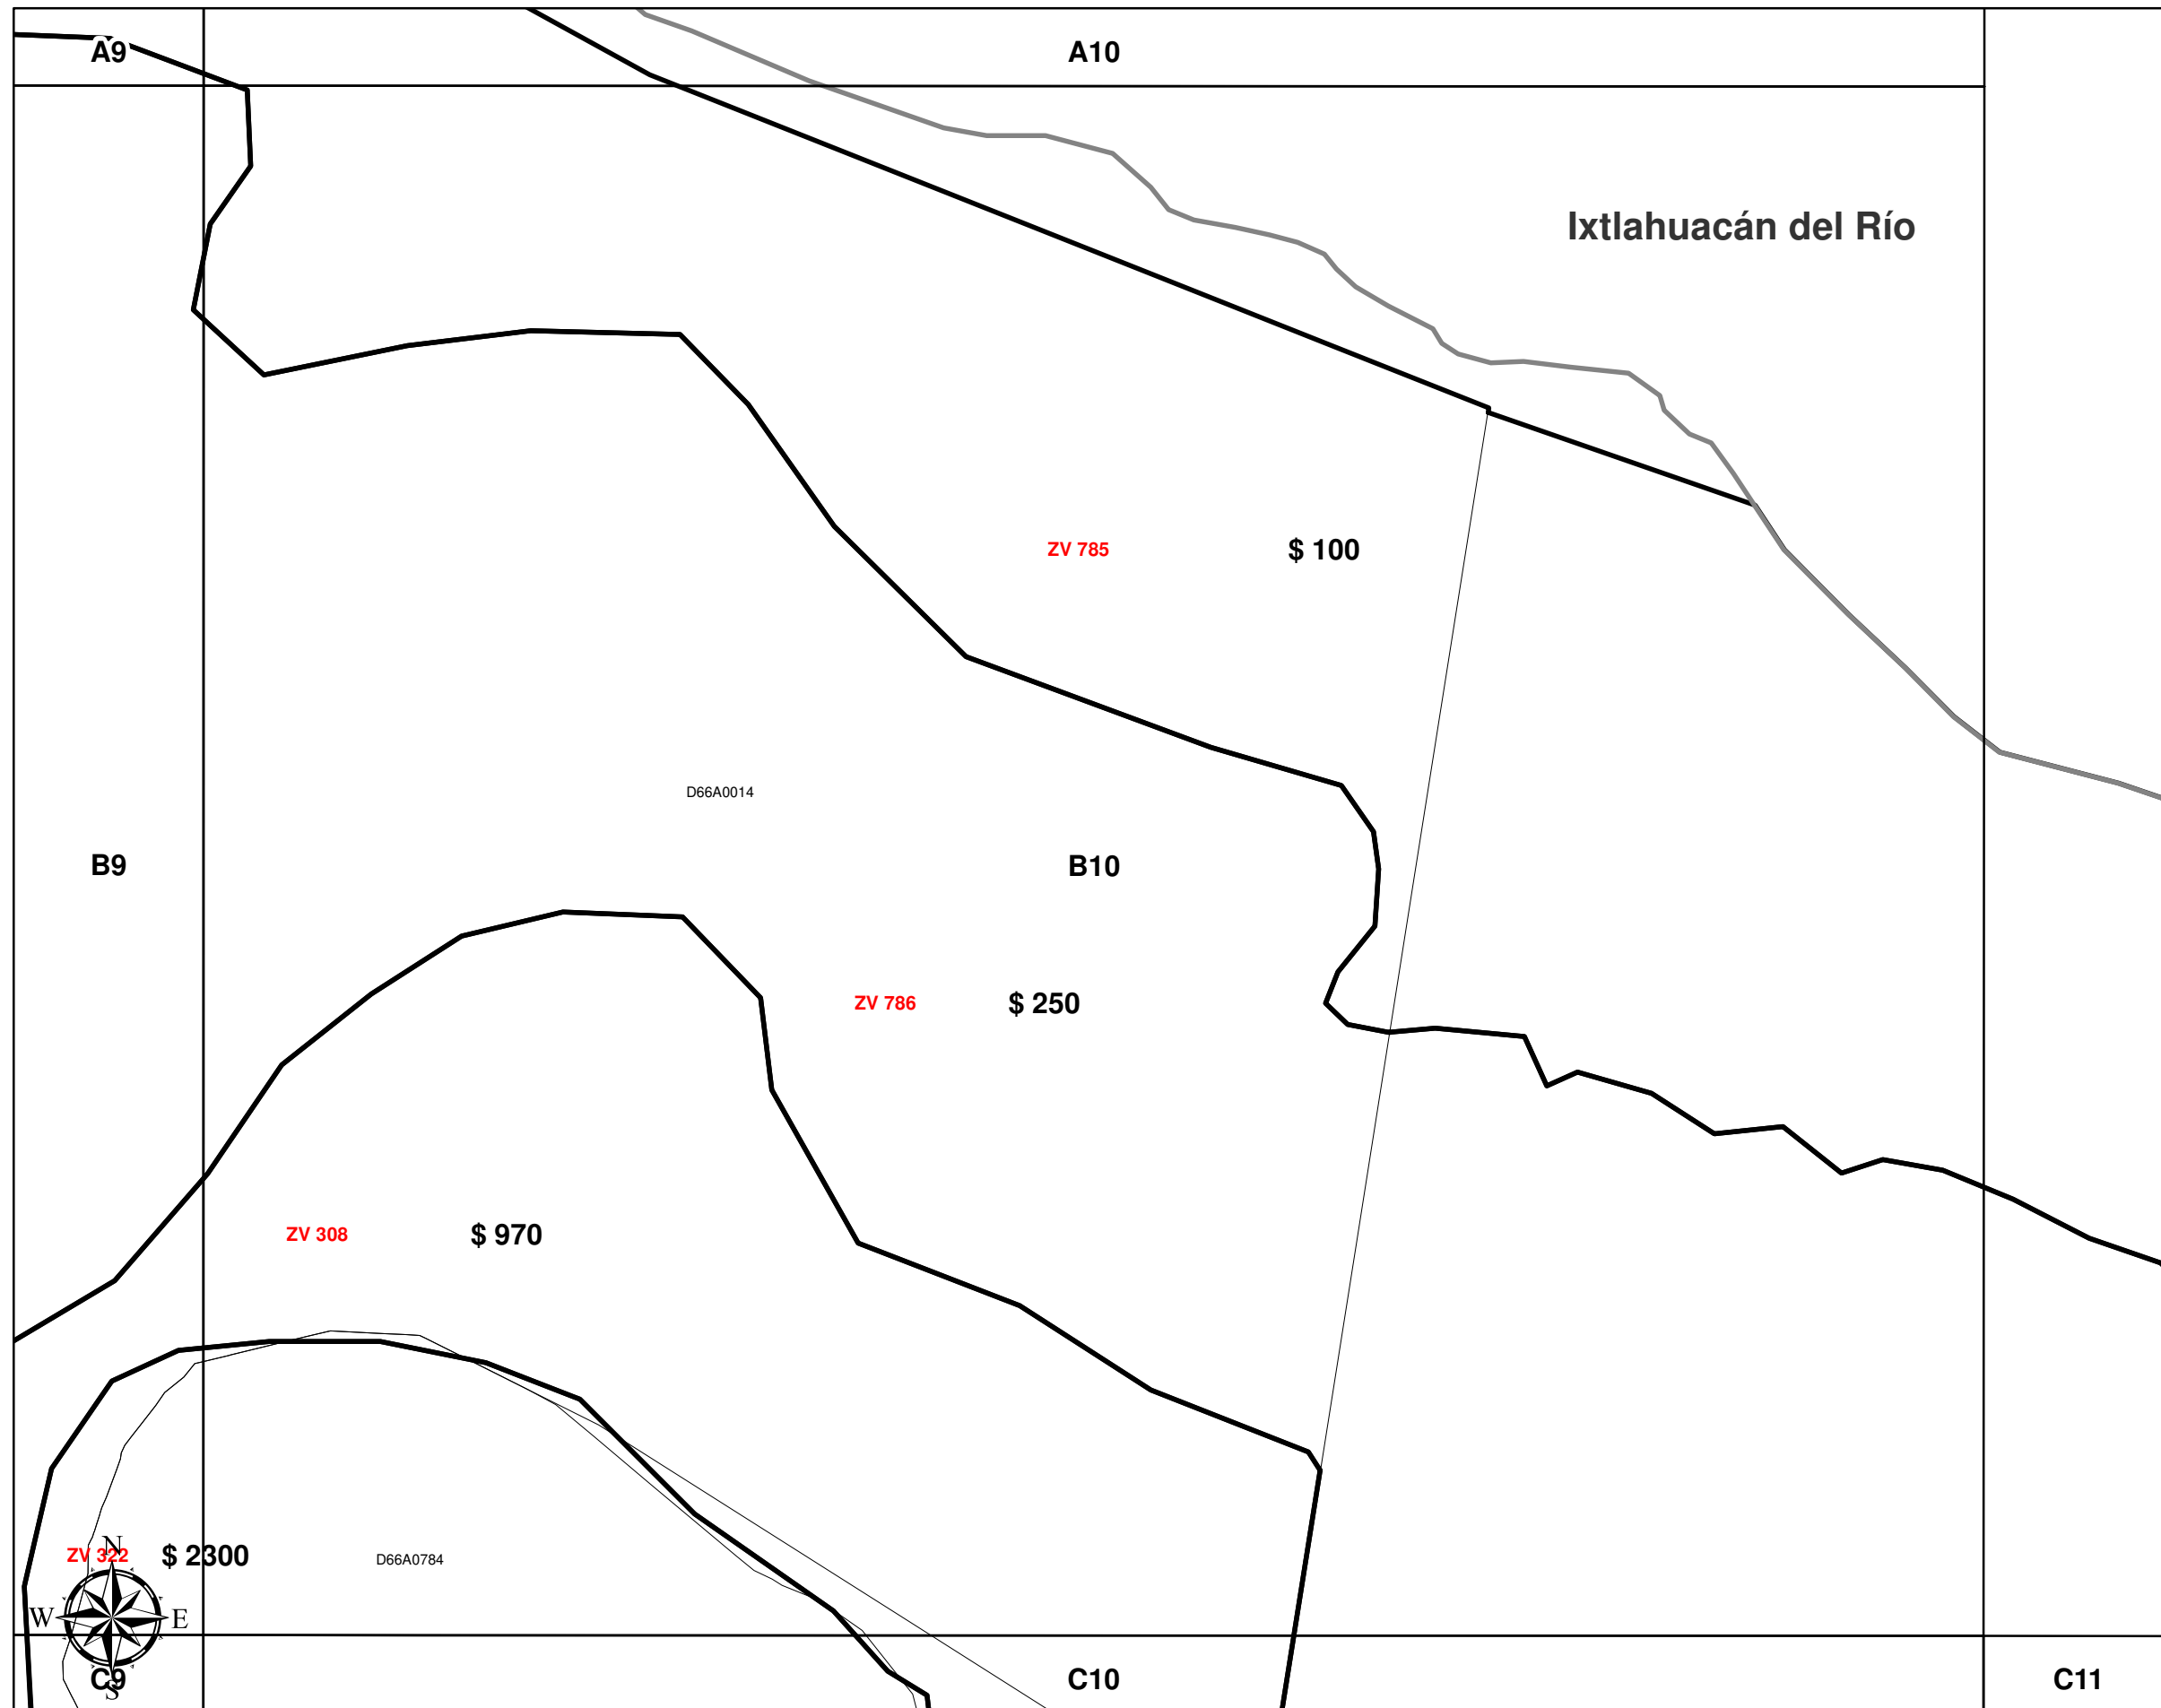 A9
A10
Ixtlahuacán del Río
ZV 785 $ 100
D66A0014
B9
B10
ZV 786 $ 250
ZV 308 $ 970
N
ZV 322 $ 2300
D66A0784
W E
C9
S
C10
C11